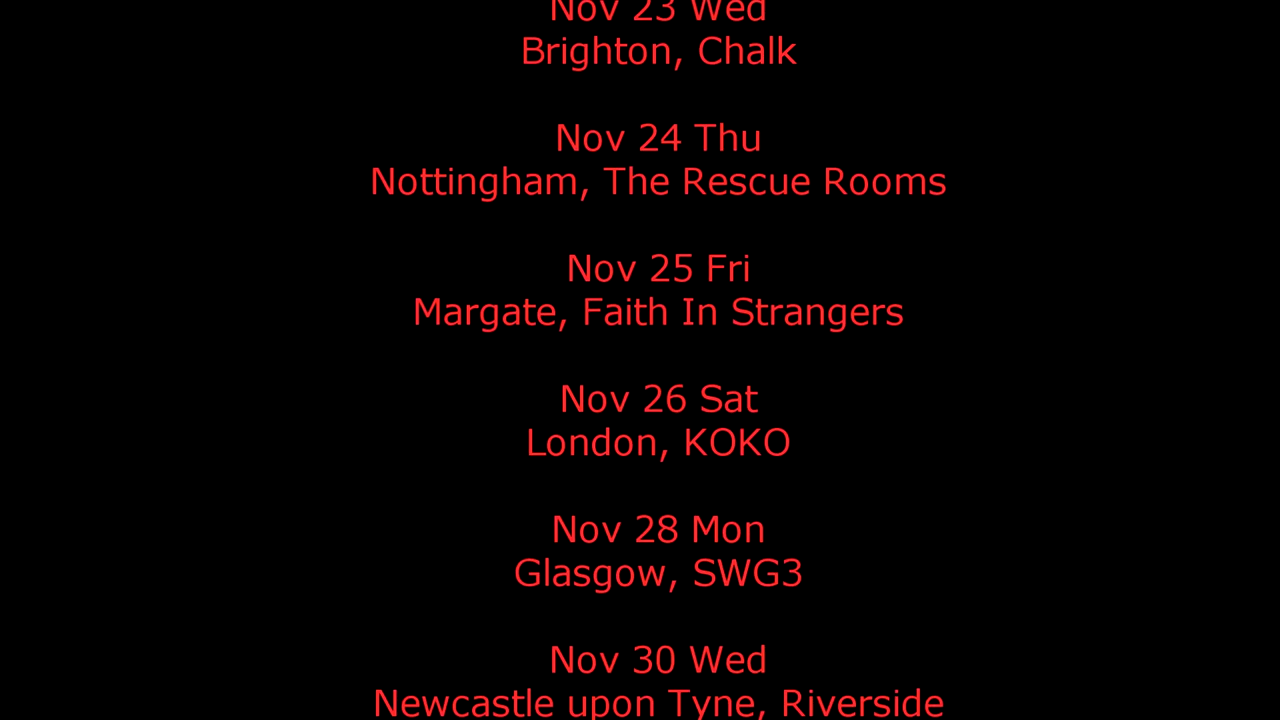 Nov 23 Wed
Brighton, Chalk
Nov 24 Thu
Nottingham, The Rescue Rooms
Nov 25 Fri
Margate, Faith In Strangers
Nov 26 Sat
London, KOKO
Nov 28 Mon
Glasgow, SWG3
Nov 30 Wed
Newcastle upon Tyne, Riverside